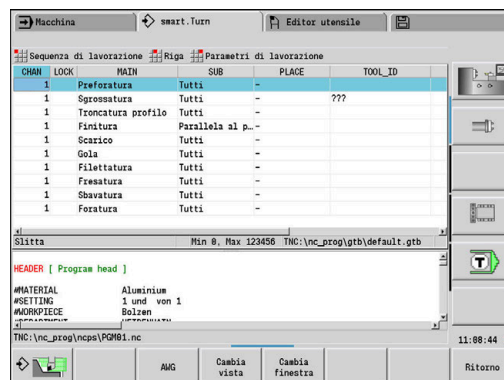 Macchina smart.Turn Editor utensile
Sequenza di lavorazione Riga Parametri di lavorazione
CHAN LOCK MAIN SUB PLACE TOOL_ID
1 Preforatura Tutti -
1 Sgrossatura Tutti - ???
1 Troncatura profilo Tutti -
1 Finitura Parallela al p… -
1 Scarico Tutti -
1 Gola Tutti -
1 Filettatura Tutti -
1 Fresatura Tutti -
1 Sbavatura Tutti -
1 Foratura Tutti -
Slitta Min 0, Max 123456 TNC:\nc_prog\gtb\default.gtb
HEADER [ Program head ]
#MATERIAL Aluminium
#SETTING 1 und von 1
#WORKPIECE Bolzen
TNC:\nc_prog\ncps\PGM01.nc
T
11:08:44
AWG Cambia vista Cambia finestra Ritorno